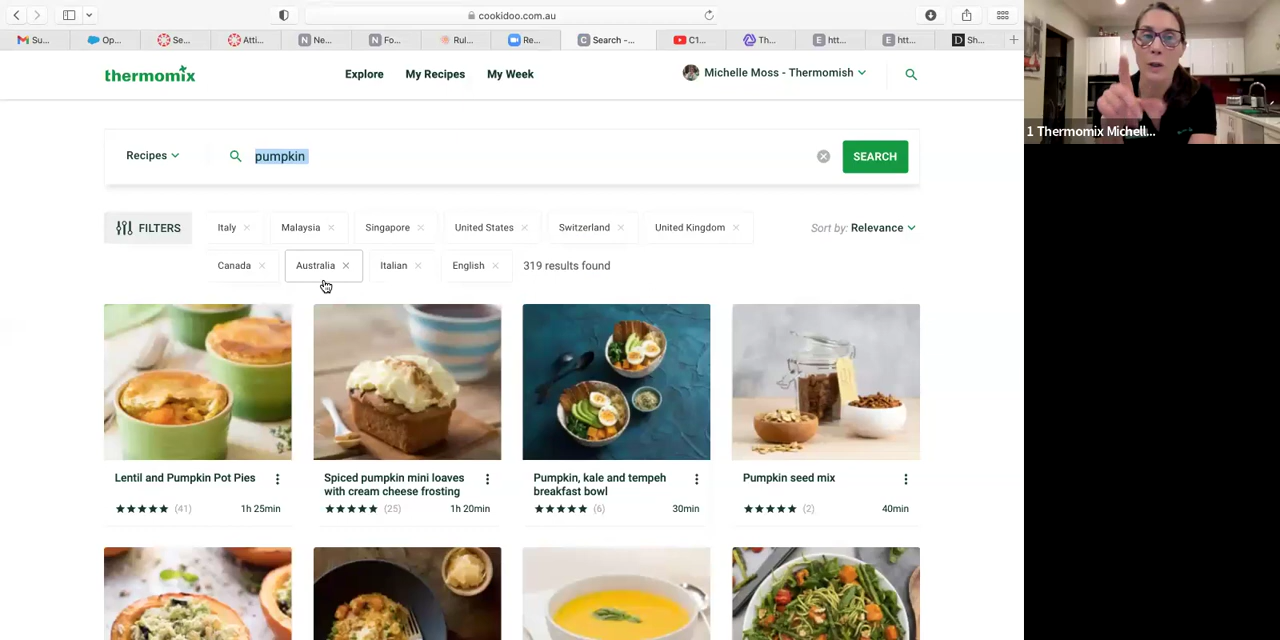 cookidoo.com.au
Su...
Op...
Se...
Atti...
Ne...
Fo...
Rul...
Re...
Search –...
C1...
Th...
htt...
htt...
Sh...
thermomix
Explore
My Recipes
My Week
Michelle Moss - Thermomish
1 Thermomix Michell...
Recipes
pumpkin
SEARCH
FILTERS
Italy
Malaysia
Singapore
United States
Switzerland
United Kingdom
Sort by: Relevance
Canada
Australia
Italian
English
319 results found
Lentil and Pumpkin Pot Pies
(41)
1h 25min
Spiced pumpkin mini loaves
with cream cheese frosting
(25)
1h 20min
Pumpkin, kale and tempeh
breakfast bowl
(6)
30min
Pumpkin seed mix
(2)
40min